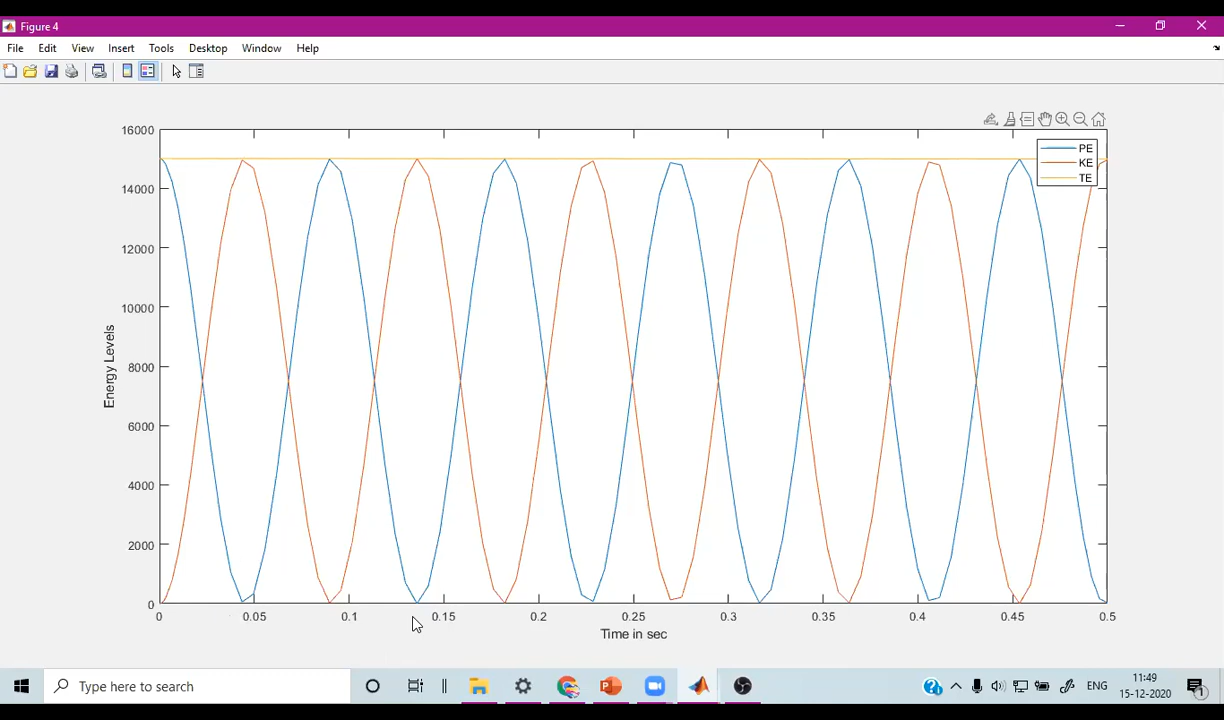 Figure 4
File Edit View Insert Tools Desktop Window Help
16000
14000
12000
10000
8000
6000
4000
2000
0
Energy Levels
PE
KE
TE
0 0.05 0.1 0.15 0.2 0.25 0.3 0.35 0.4 0.45 0.5
Time in sec
Type here to search
ENG
11:49
15-12-2020
1